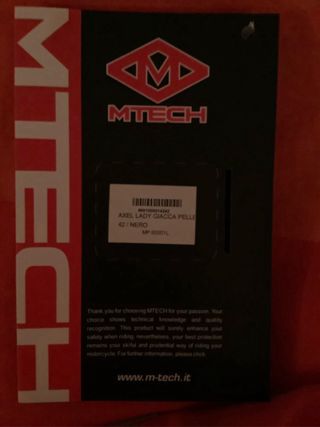 MTECH
MTECH
AXEL LADY GIACCA PELLE
42 / NERO
Thank you for choosing MTECH for your passion. Your
choice shows technical knowledge and quality
recognition. This product will surely enhance your
safety when riding, nevertheless, your best protection
remains your skilful and prudential way of riding your
motorcycle. For further information, please click.
www.m-tech.it